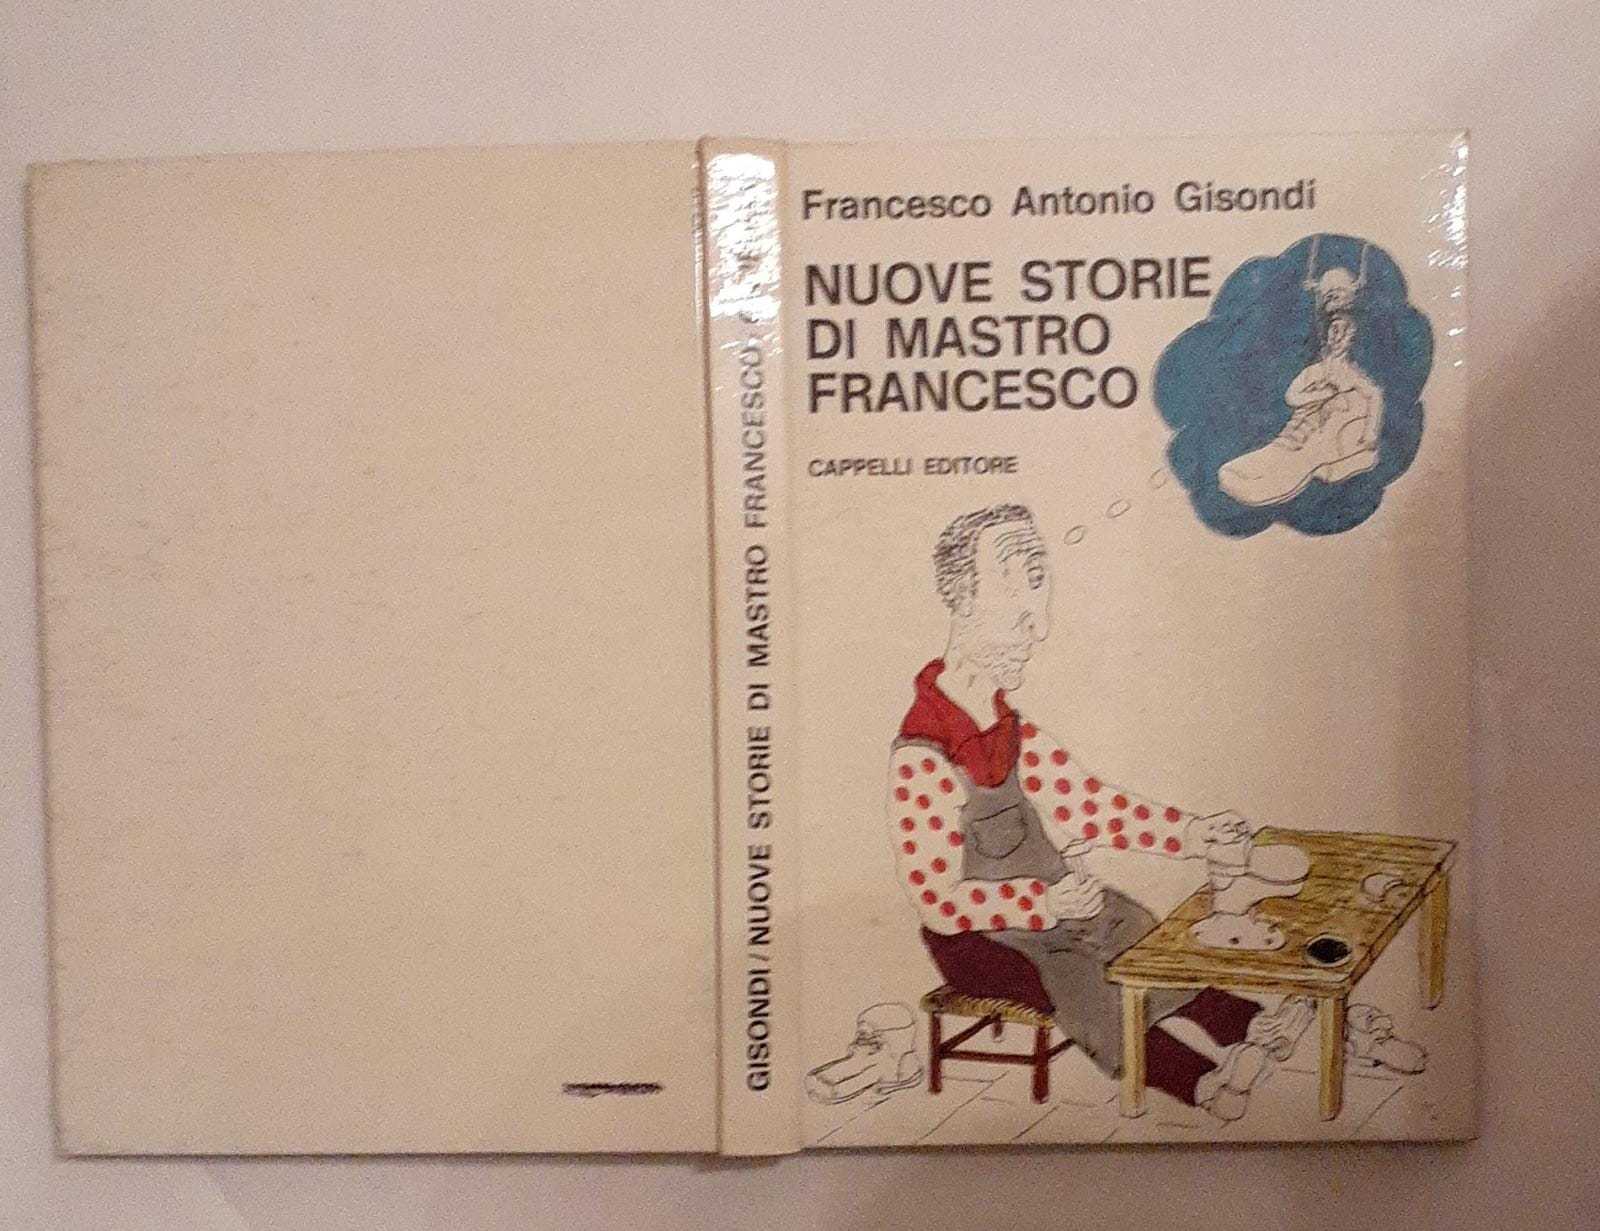 Francesco Antonio Gisondi
NUOVE STORIE
DI MASTRO
FRANCESCO
CAPPELLI EDITORE
GISONDI / NUOVE STORIE DI MASTRO FRANCESCO